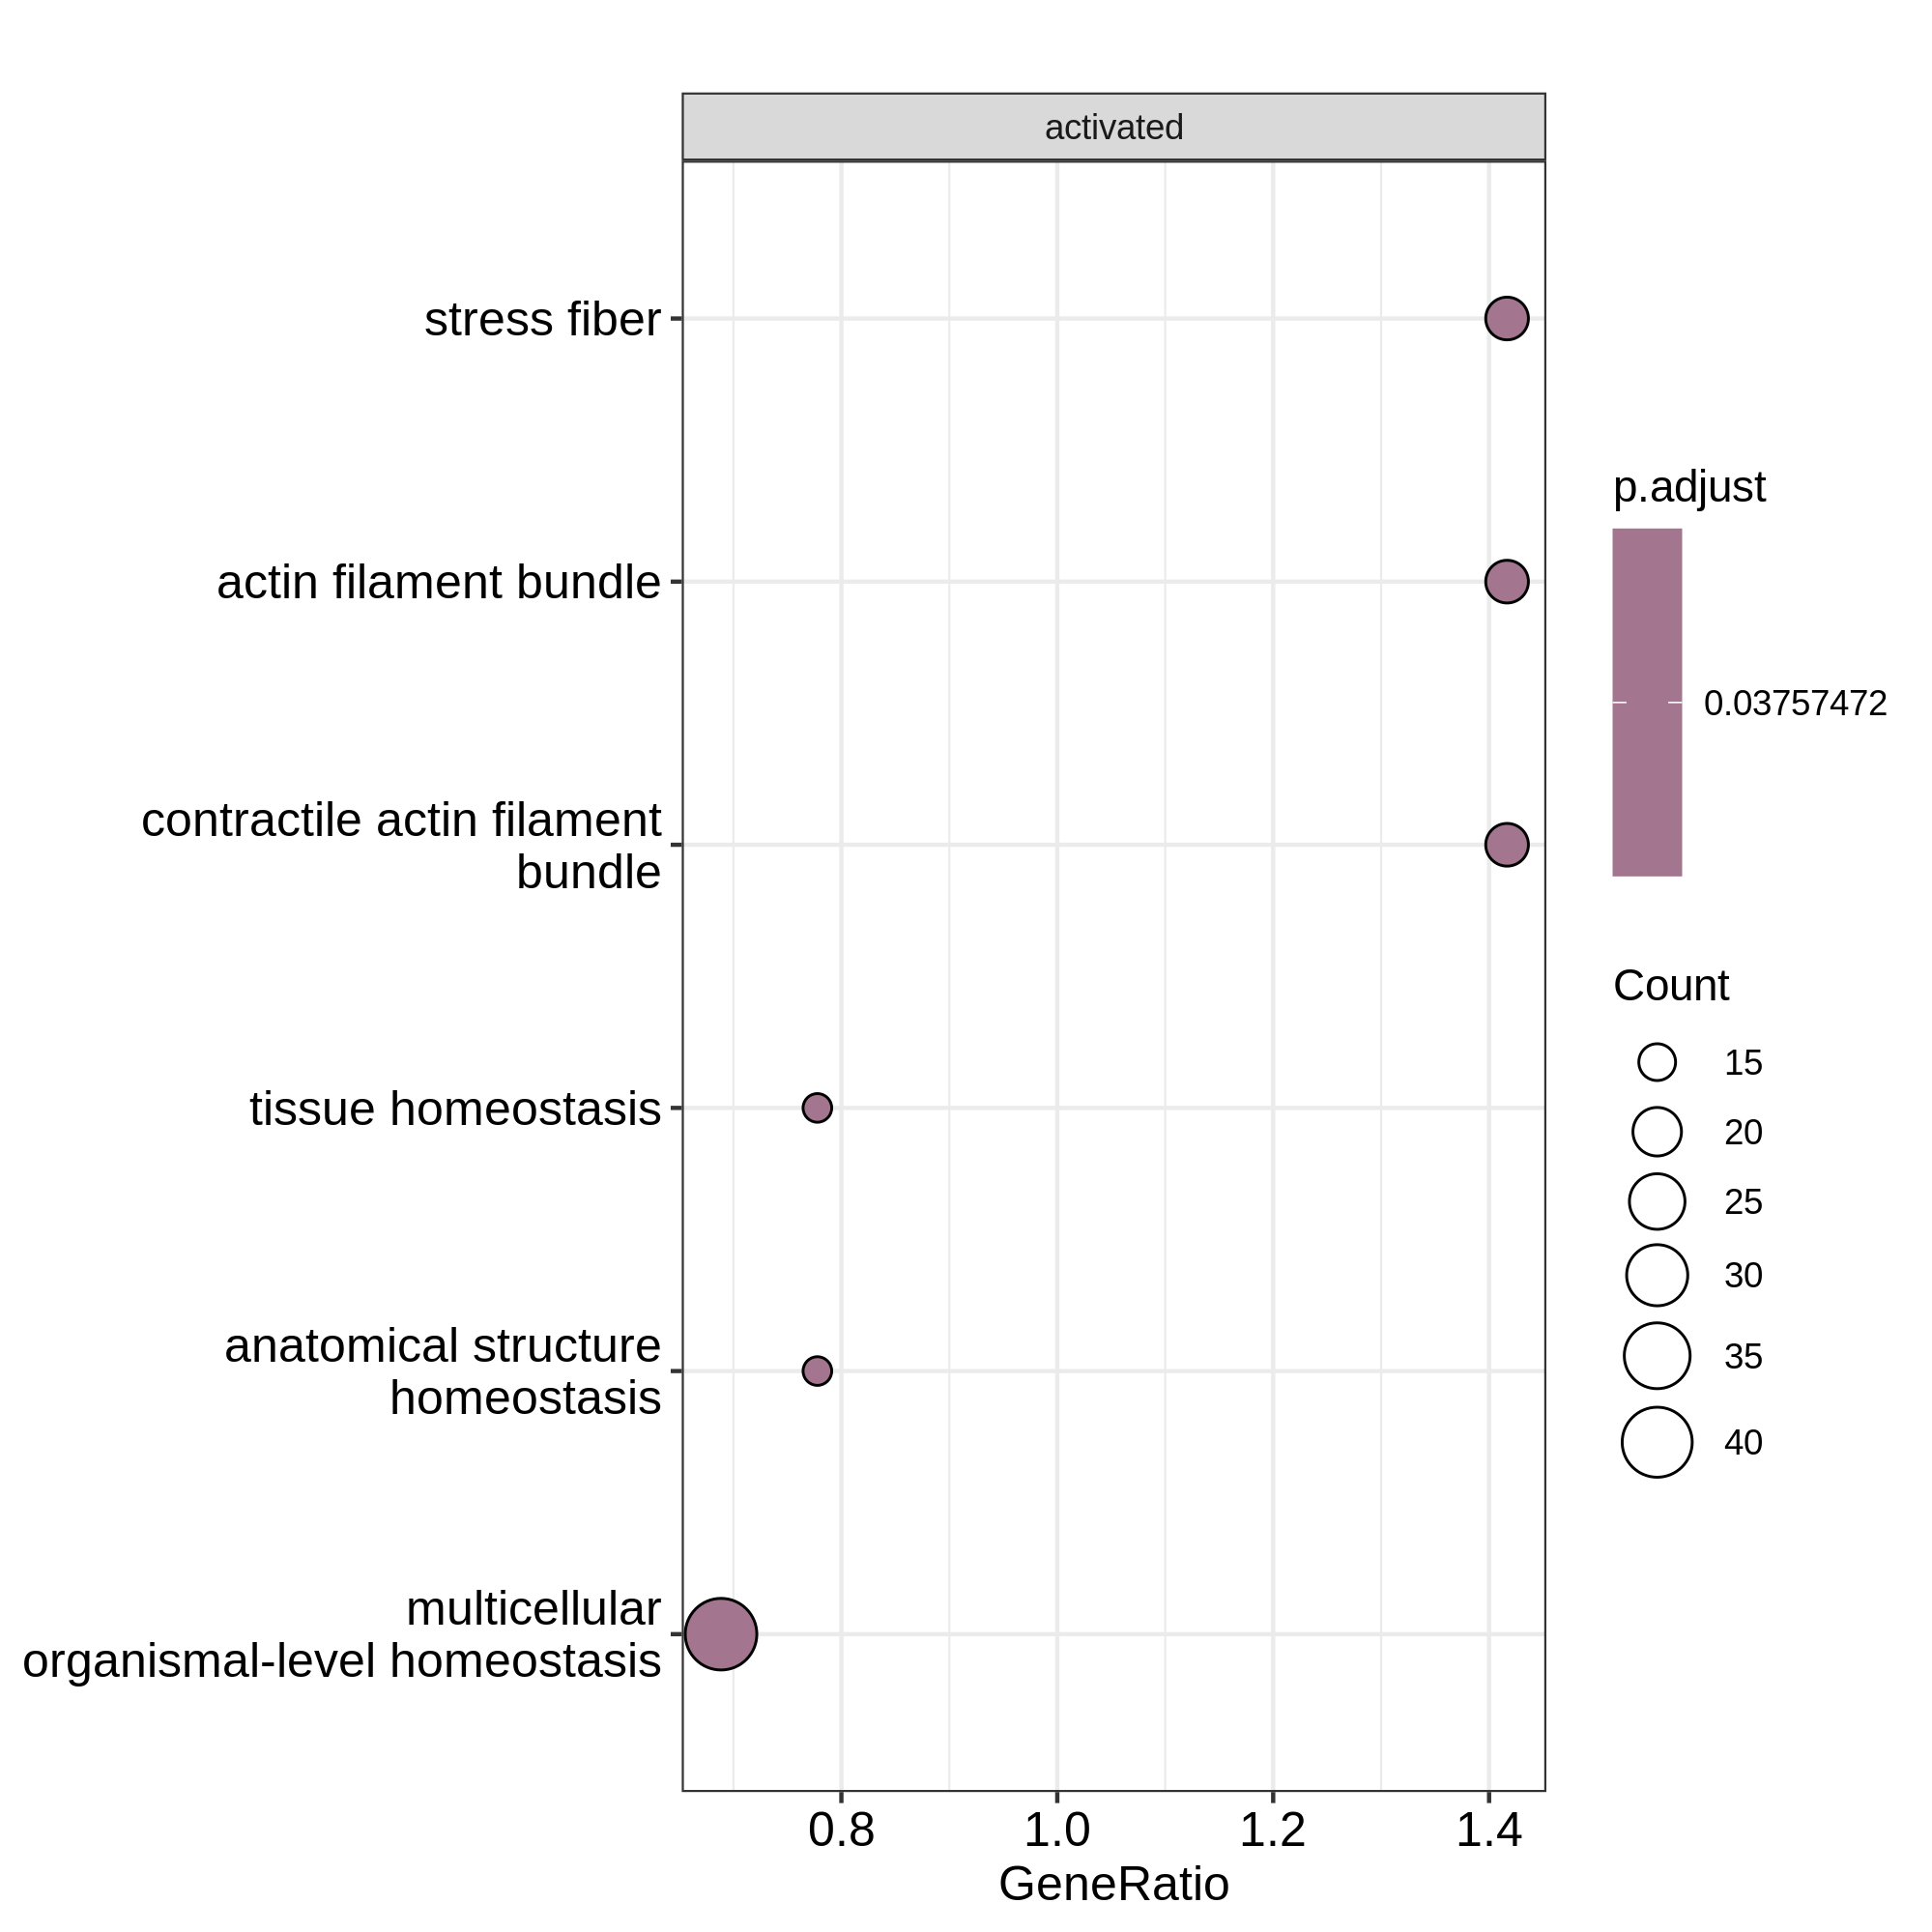 activated
stress fiber
actin filament bundle
contractile actin filament
bundle
tissue homeostasis
anatomical structure
homeostasis
multicellular
organismal-level homeostasis
0.8 1.0 1.2 1.4
GeneRatio
p.adjust
0.03757472
Count
15
20
25
30
35
40